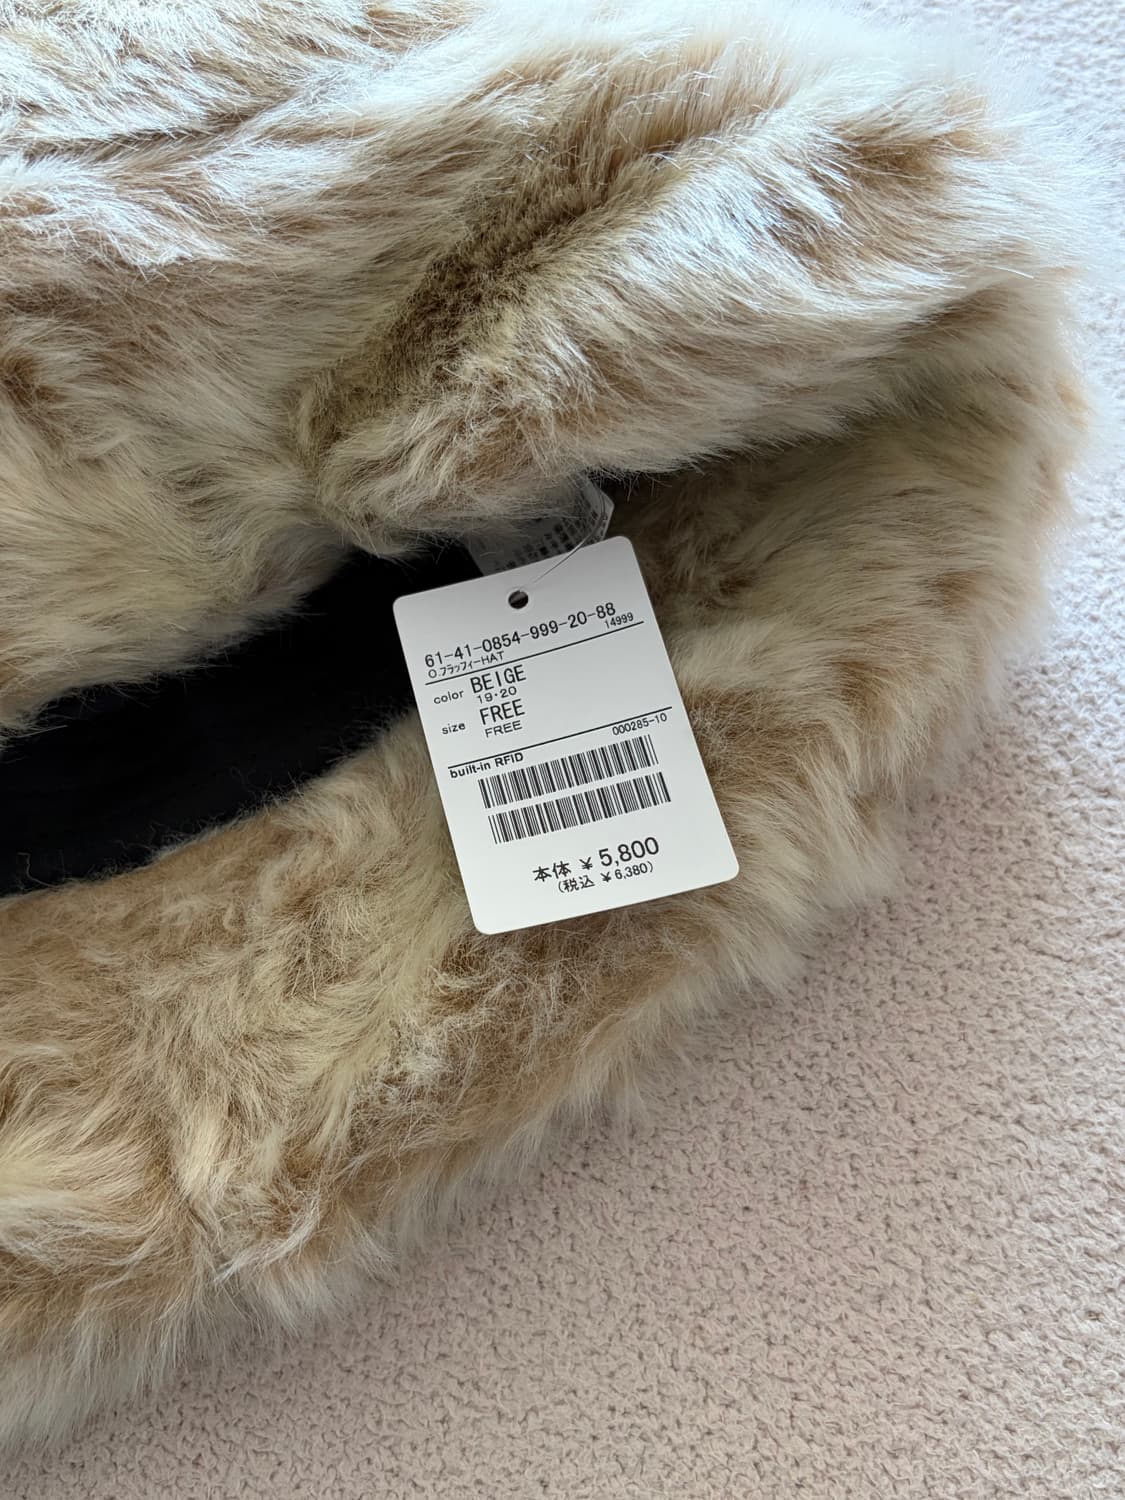 61-41-0854-999-20-88
14999
O.フラッフィーHAT
color BEIGE
19・20
size FREE
FREE
000285-10
built-in RFID
本体 ¥5,800
(税込 ¥6,380)